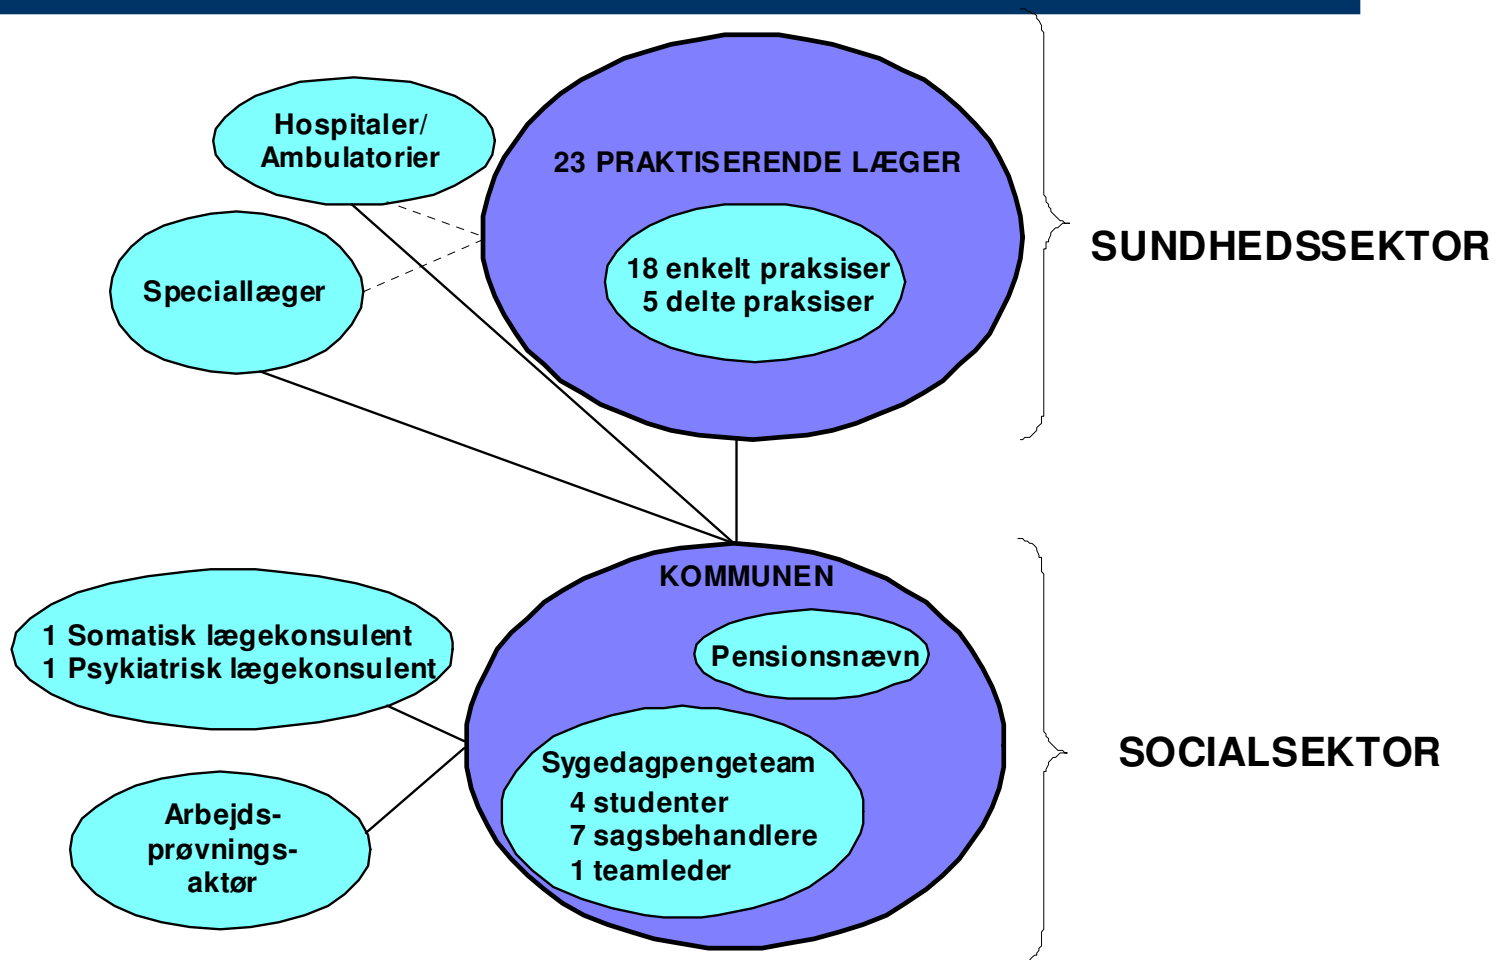 Hospitaler/
Ambulatorier
23 PRAKTISERENDE LÆGER
18 enkelt praksiser
5 delte praksiser
Speciallæger
SUNDHEDSSEKTOR
KOMMUNEN
1 Somatisk lægekonsulent
1 Psykiatrisk lægekonsulent
Pensionsnævn
Sygedagpengeteam
4 studenter
7 sagsbehandlere
1 teamleder
Arbejds-
prøvnings-
aktør
SOCIALSEKTOR